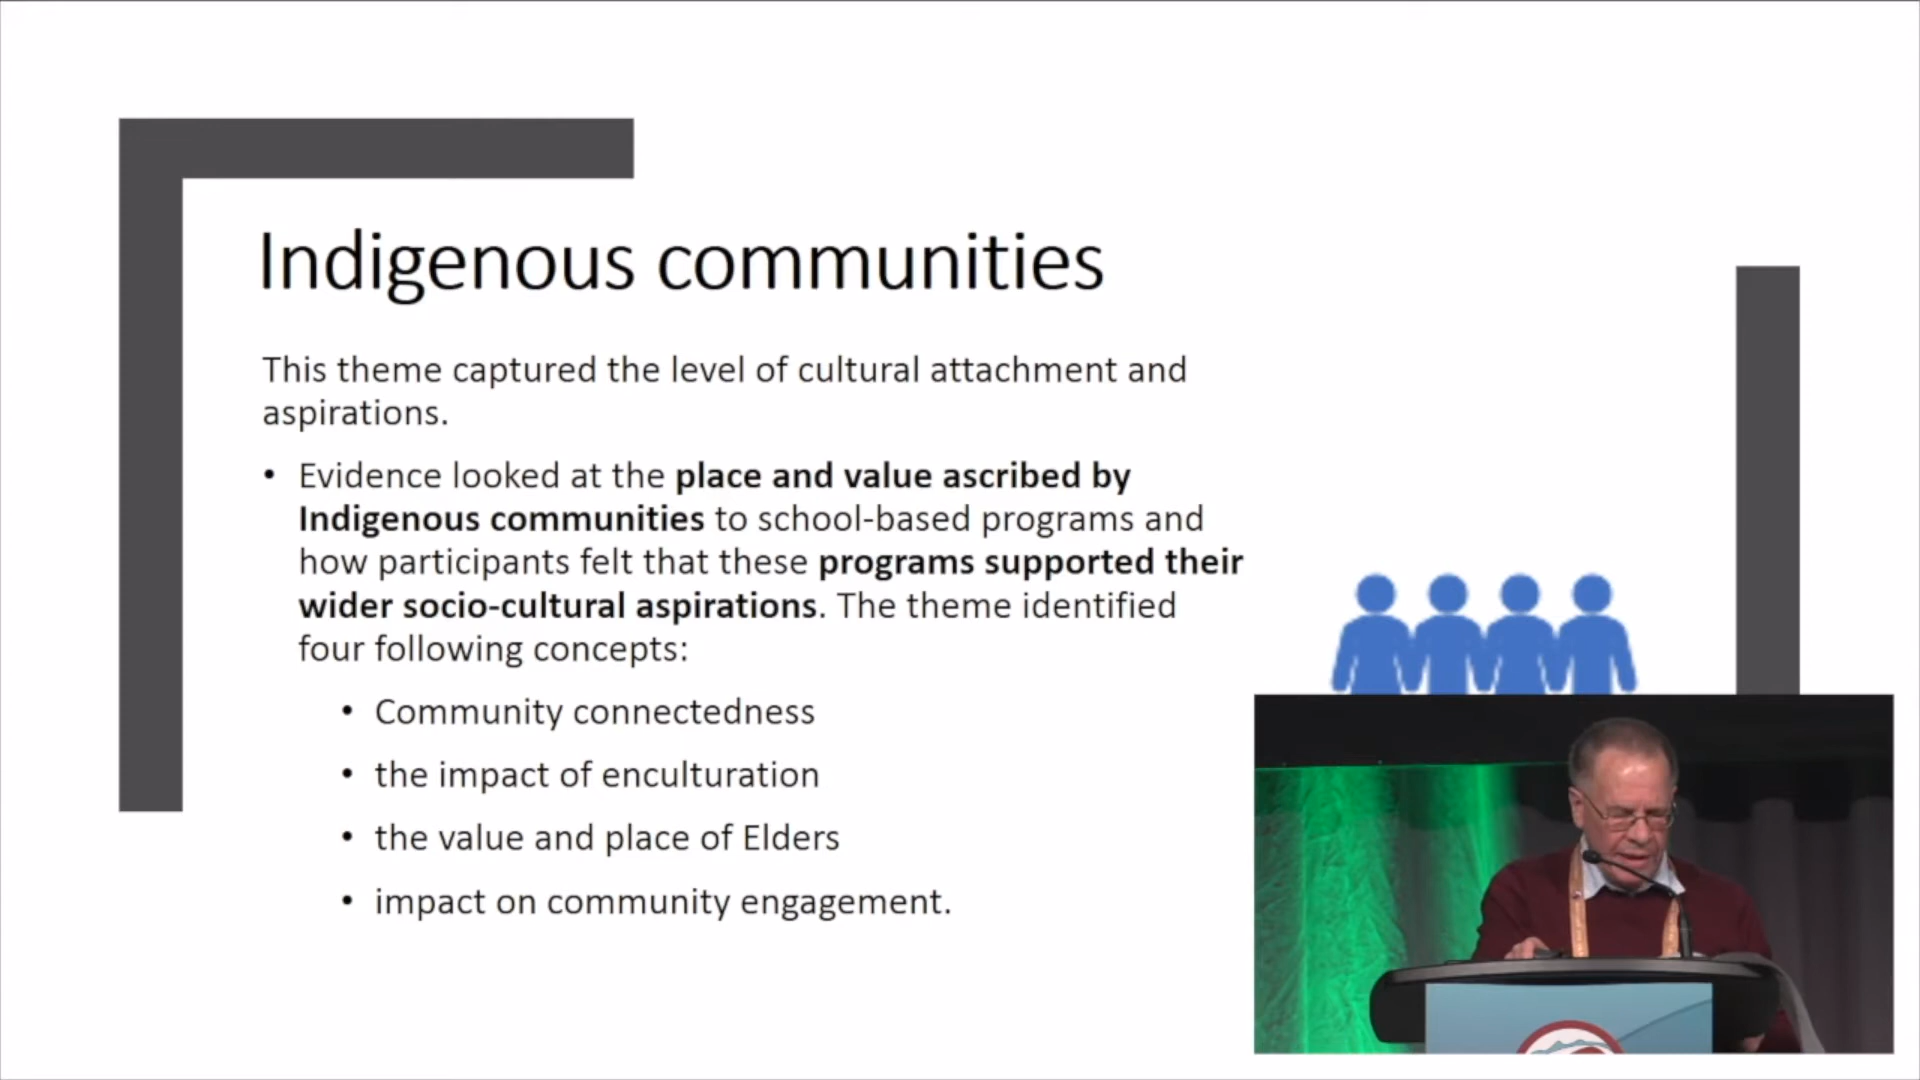 Indigenous communities
This theme captured the level of cultural attachment and
aspirations.
• Evidence looked at the place and value ascribed by
Indigenous communities to school-based programs and
how participants felt that these programs supported their
wider socio-cultural aspirations. The theme identified
four following concepts:
• Community connectedness
• the impact of enculturation
• the value and place of Elders
• impact on community engagement.